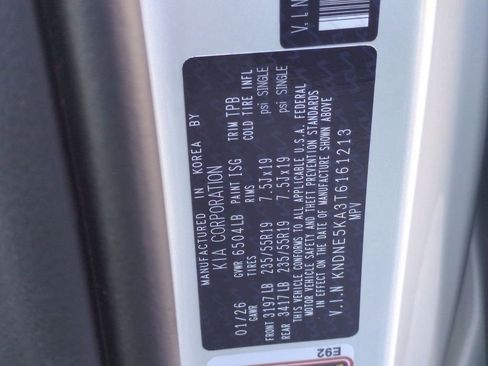 MANUFACTURED IN KOREA BY
KIA CORPORATION
01/26 GVWR 6504LB PAINT ISG TRIM TPB
GAWR TIRES RIMS COLD TIRE INFL
FRONT 3197LB 235/55R19 7.5Jx19 psi SINGLE
REAR 3417LB 235/55R19 7.5Jx19 psi SINGLE
THIS VEHICLE CONFORMS TO ALL APPLICABLE U.S.A. FEDERAL
MOTOR VEHICLE SAFETY AND THEFT PREVENTION STANDARDS
IN EFFECT ON THE DATE OF MANUFACTURE SHOWN ABOVE
V.I.N KNDNE5KA3T6161213
MPV
E92
V.I.N